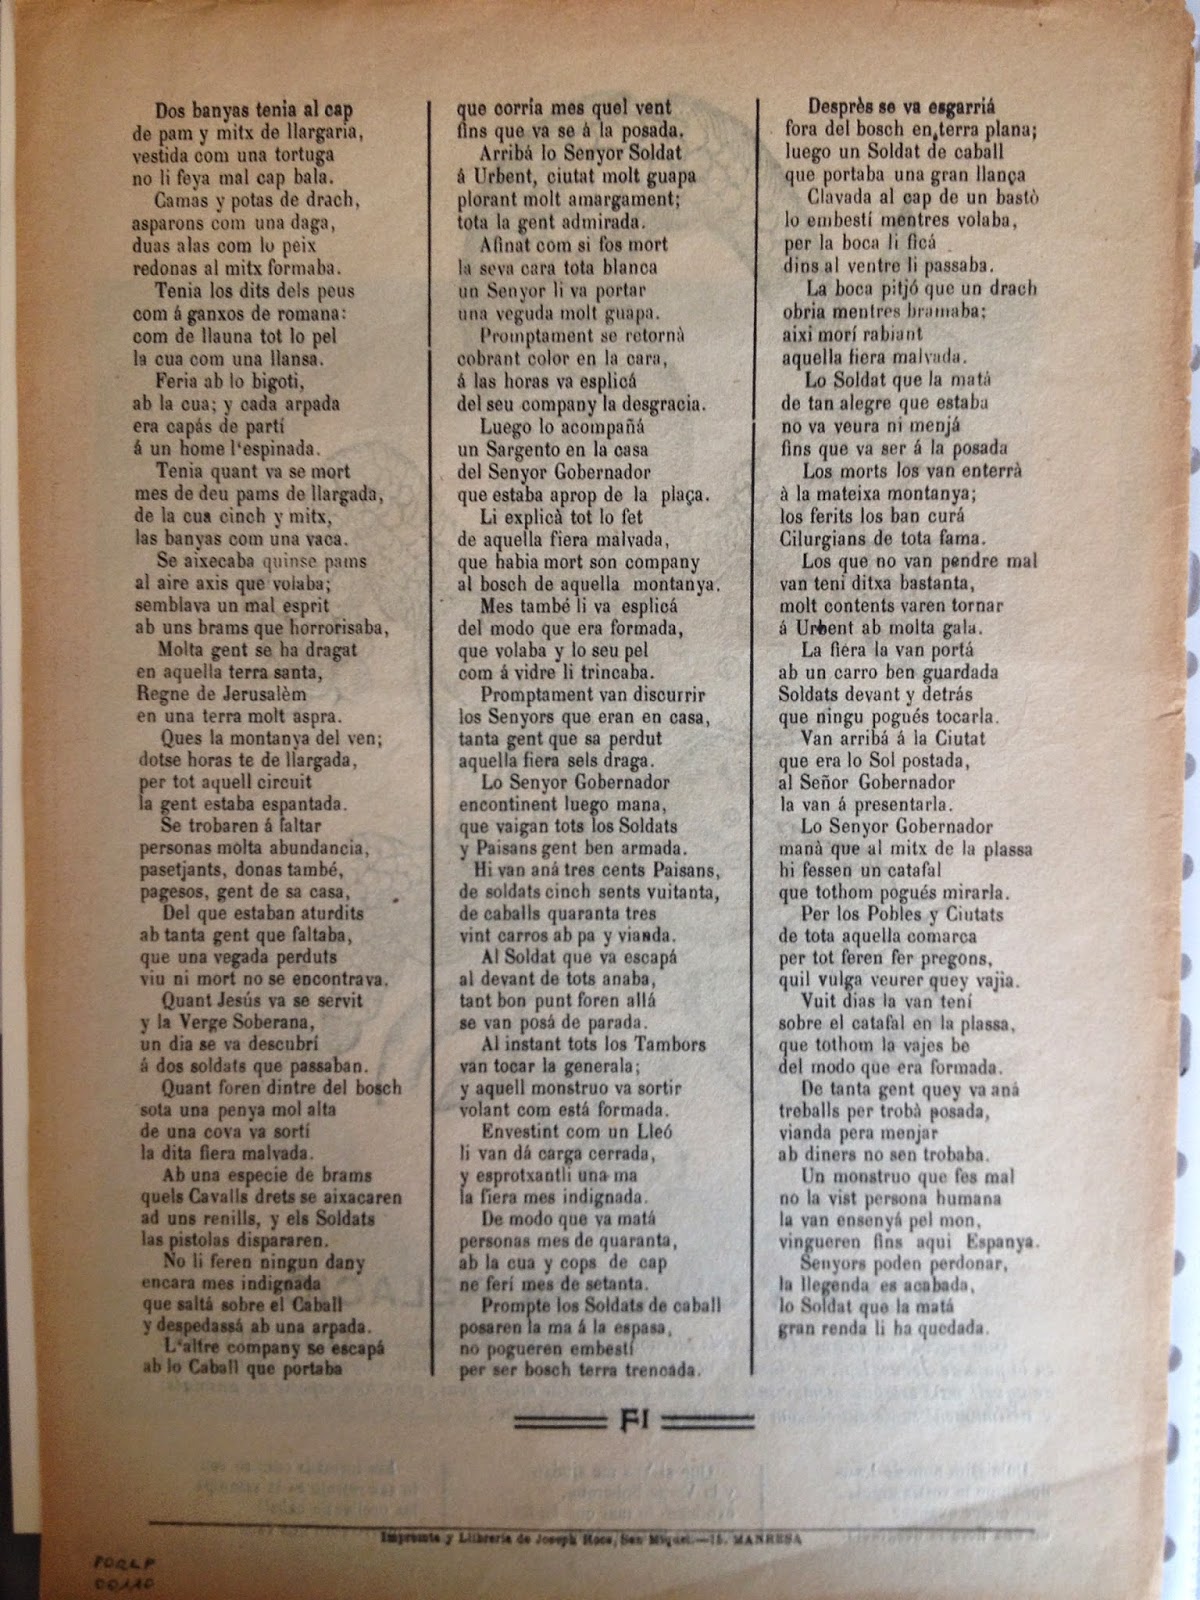 Dos banyas tenia al cap
de pam y mitx de llargaria,
vestida com una tortuga
no li feya mal cap bala.
Camas y potas de drach,
asparons com una daga,
duas alas com lo peix
redonas al mitx formaba.
Tenia los dits dels peus
com á ganxos de romana:
com de llauna tot lo pel
la cua com una llansa.
Feria ab lo bigoti,
ab la cua; y cada arpada
era capás de partí
á un home l'espinada.
Tenia quant va se mort
mes de deu pams de llargada,
de la cua cinch y mitx,
las banyas com una vaca.
Se aixecaba quinse pams
al aire axis que volaba;
semblava un mal esprit
ab uns brams que horrorisaba,
Molta gent se ha dragat
en aquella terra santa,
Regne de Jerusalèm
en una terra molt aspra.
Ques la montanya del ven;
dotse horas te de llargada,
per tot aquell circuit
la gent estaba espantada.
Se trobaren á faltar
personas molta abundancia,
pasetjants, donas també,
pagesos, gent de sa casa,
Del que estaban aturdits
ab tanta gent que faltaba,
que una vegada perduts
viu ni mort no se encontrava.
Quant Jesús va se servit
y la Verge Soberana,
un dia se va descubrí
á dos soldats que passaban.
Quant foren dintre del bosch
sota una penya mol alta
de una cova va sortí
la dita fiera malvada.
Ab una especie de brams
quels Cavalls drets se aixacaren
ad uns renills, y els Soldats
las pistolas dispararen.
No li feren ningun dany
encara mes indignada
que saltá sobre el Caball
y despedassá ab una arpada.
L'altre company se escapá
ab lo Caball que portaba
que corria mes quel vent
fins que va se á la posada.
Arribá lo Senyor Soldat
á Urbent, ciutat molt guapa
plorant molt amargament;
tota la gent admirada.
Afinat com si fos mort
la seva cara tota blanca
un Senyor li va portar
una veguda molt guapa.
Promptament se retornà
cobrant color en la cara,
á las horas va esplicá
del seu company la desgracia.
Luego lo acompañá
un Sargento en la casa
del Senyor Gobernador
que estaba aprop de la plaça.
Li explicà tot lo fet
de aquella fiera malvada,
que habia mort son company
al bosch de aquella montanya.
Mes també li va esplicá
del modo que era formada,
que volaba y lo seu pel
com á vidre li trincaba.
Promptament van discurrir
los Senyors que eran en casa,
tanta gent que sa perdut
aquella fiera sels draga.
Lo Senyor Gobernador
encontinent luego mana,
que vaigan tots los Soldats
y Paisans gent ben armada.
Hi van aná tres cents Paisans,
de soldats cinch sents vuitanta,
de caballs quaranta tres
vint carros ab pa y vianda.
Al Soldat que va escapá
al devant de tots anaba,
tant bon punt foren allá
se van posá de parada.
Al instant tots los Tambors
van tocar la generala;
y aquell monstruo va sortir
volant com está formada.
Envestint com un Lleó
li van dá carga cerrada,
y esprotxantli una ma
la fiera mes indignada.
De modo que va matá
personas mes de quaranta,
ab la cua y cops de cap
ne ferí mes de setanta.
Prompte los Soldats de caball
posaren la ma á la espasa,
no pogueren embestí
per ser bosch terra trencada.
Desprès se va esgarriá
fora del bosch en terra plana;
luego un Soldat de caball
que portaba una gran llança
Clavada al cap de un bastò
lo embestí mentres volaba,
per la boca li ficá
dins al ventre li passaba.
La boca pitjó que un drach
obria mentres bramaba;
aixi morí rabiant
aquella fiera malvada.
Lo Soldat que la matá
de tan alegre que estaba
no va veura ni menjá
fins que va ser á la posada
Los morts los van enterrà
à la mateixa montanya;
los ferits los ban curá
Cilurgians de tota fama.
Los que no van pendre mal
van tení ditxa bastanta,
molt contents varen tornar
á Urbent ab molta gala.
La fiera la van portá
ab un carro ben guardada
Soldats devant y detrás
que ningu pogués tocarla.
Van arribá á la Ciutat
que era lo Sol postada,
al Señor Gobernador
la van á presentarla.
Lo Senyor Gobernador
manà que al mitx de la plassa
hi fessen un catafal
que tothom pogués mirarla.
Per los Pobles y Ciutats
de tota aquella comarca
per tot feren fer pregons,
quil vulga veurer quey vajia.
Vuit dias la van tení
sobre el catafal en la plassa,
que tothom la vajes be
del modo que era formada.
De tanta gent quey va aná
treballs per trobà posada,
vianda pera menjar
ab diners no sen trobaba.
Un monstruo que fes mal
no la vist persona humana
la van ensenyá pel mon,
vingueren fins aqui Espanya.
Senyors poden perdonar,
la llegenda es acabada,
lo Soldat que la matá
gran renda li ha quedada.
FI
Impremta y Llibreria de Joseph Roca, San Miquel.—15. MANRESA
PORLP
00110